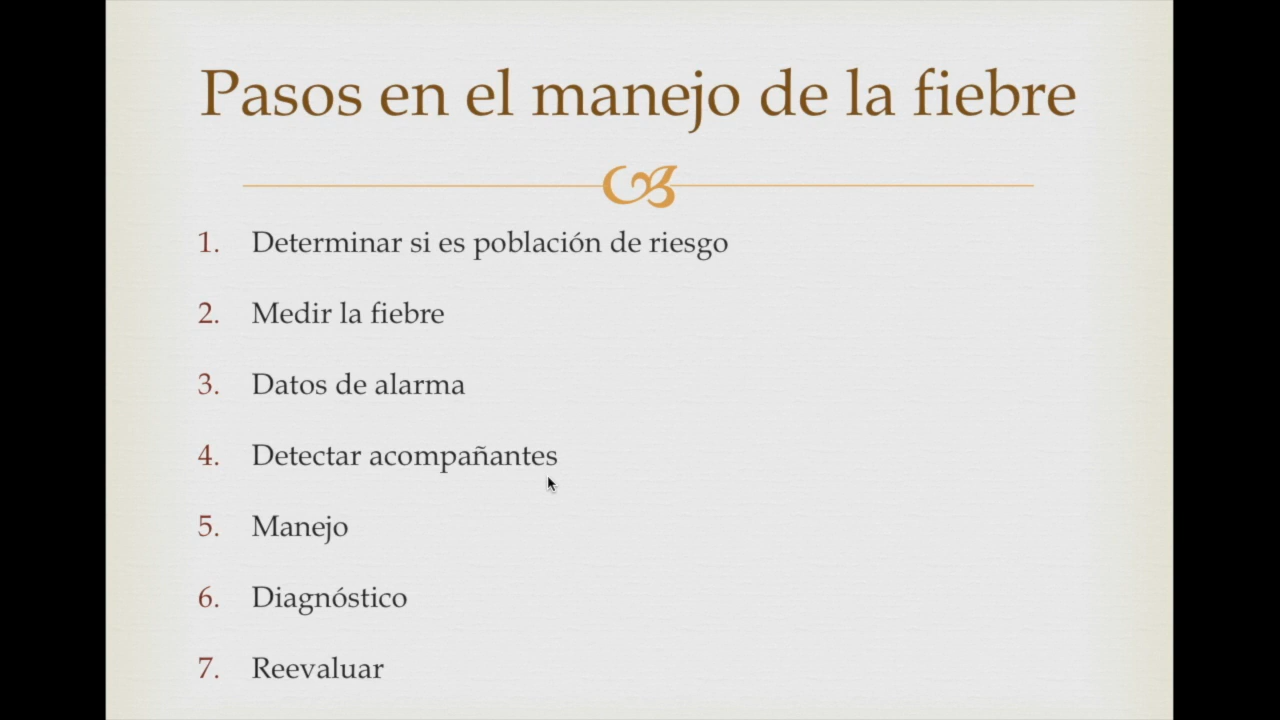 Pasos en el manejo de la fiebre
1. Determinar si es población de riesgo
2. Medir la fiebre
3. Datos de alarma
4. Detectar acompañantes
5. Manejo
6. Diagnóstico
7. Reevaluar